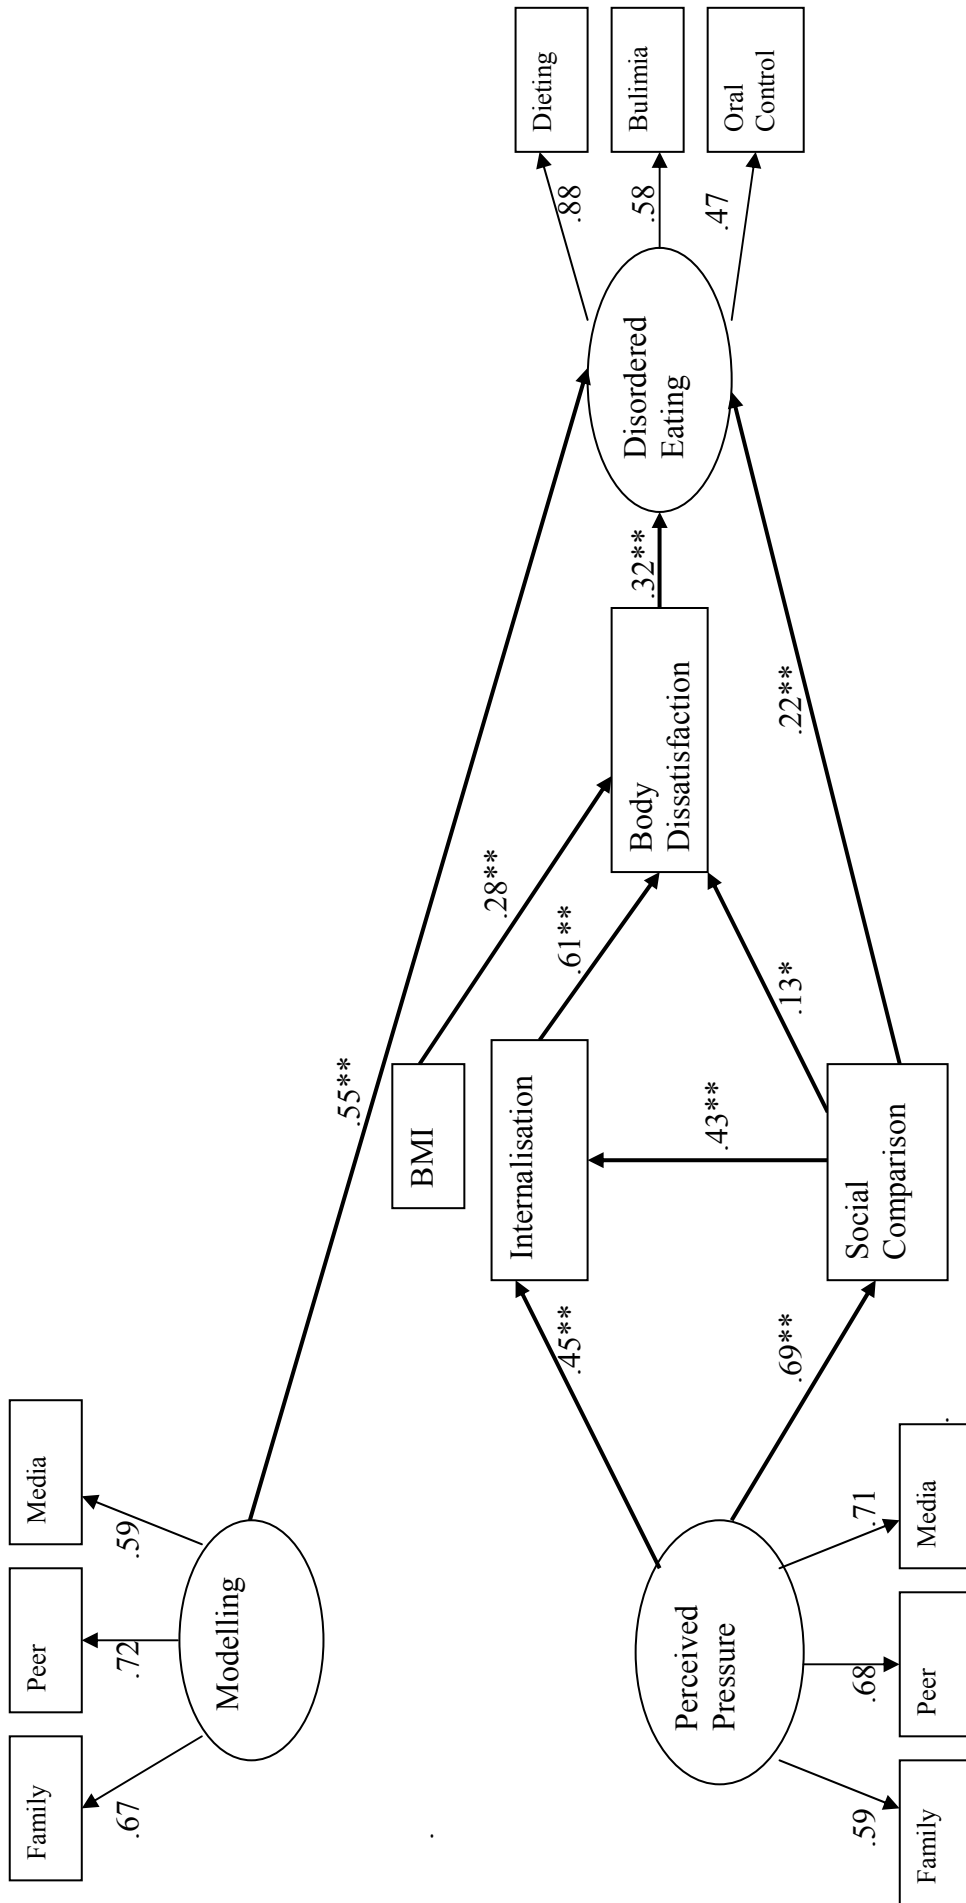 Family
Peer
Media
.67
.72
.59
Modelling
.55**
BMI
.28**
Internalisation
.61**
.45**
.43**
Body
Dissatisfaction
.32**
Disordered
Eating
.88
.58
.47
Dieting
Bulimia
Oral
Control
Perceived
Pressure
.69**
Social
Comparison
.13*
.22**
.59
.68
.71
Family
Peer
Media